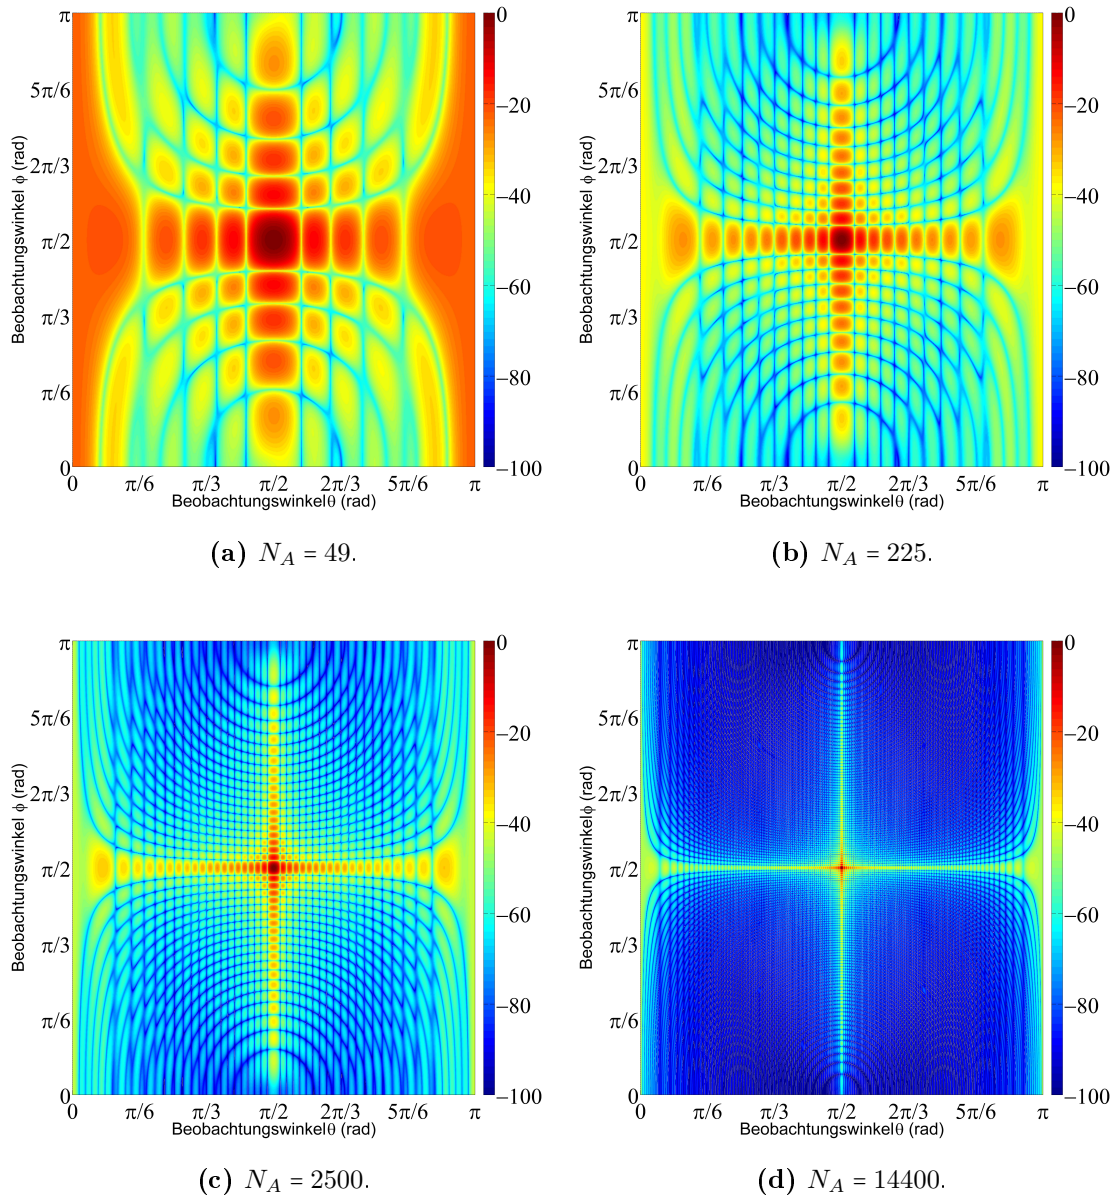 π
5π/6
2π/3
π/2
π/3
π/6
0
Beobachtungswinkel ϕ (rad)
0 π/6 π/3 π/2 2π/3 5π/6 π
Beobachtungswinkelθ (rad)
0
−20
−40
−60
−80
−100
(a) N_A = 49.
π
5π/6
2π/3
π/2
π/3
π/6
0
Beobachtungswinkel ϕ (rad)
0 π/6 π/3 π/2 2π/3 5π/6 π
Beobachtungswinkelθ (rad)
0
−20
−40
−60
−80
−100
(b) N_A = 225.
π
5π/6
2π/3
π/2
π/3
π/6
0
Beobachtungswinkel ϕ (rad)
0 π/6 π/3 π/2 2π/3 5π/6 π
Beobachtungswinkelθ (rad)
0
−20
−40
−60
−80
−100
(c) N_A = 2500.
π
5π/6
2π/3
π/2
π/3
π/6
0
Beobachtungswinkelϕ (rad)
0 π/6 π/3 π/2 2π/3 5π/6 π
Beobachtungswinkelθ (rad)
0
−20
−40
−60
−80
−100
(d) N_A = 14400.